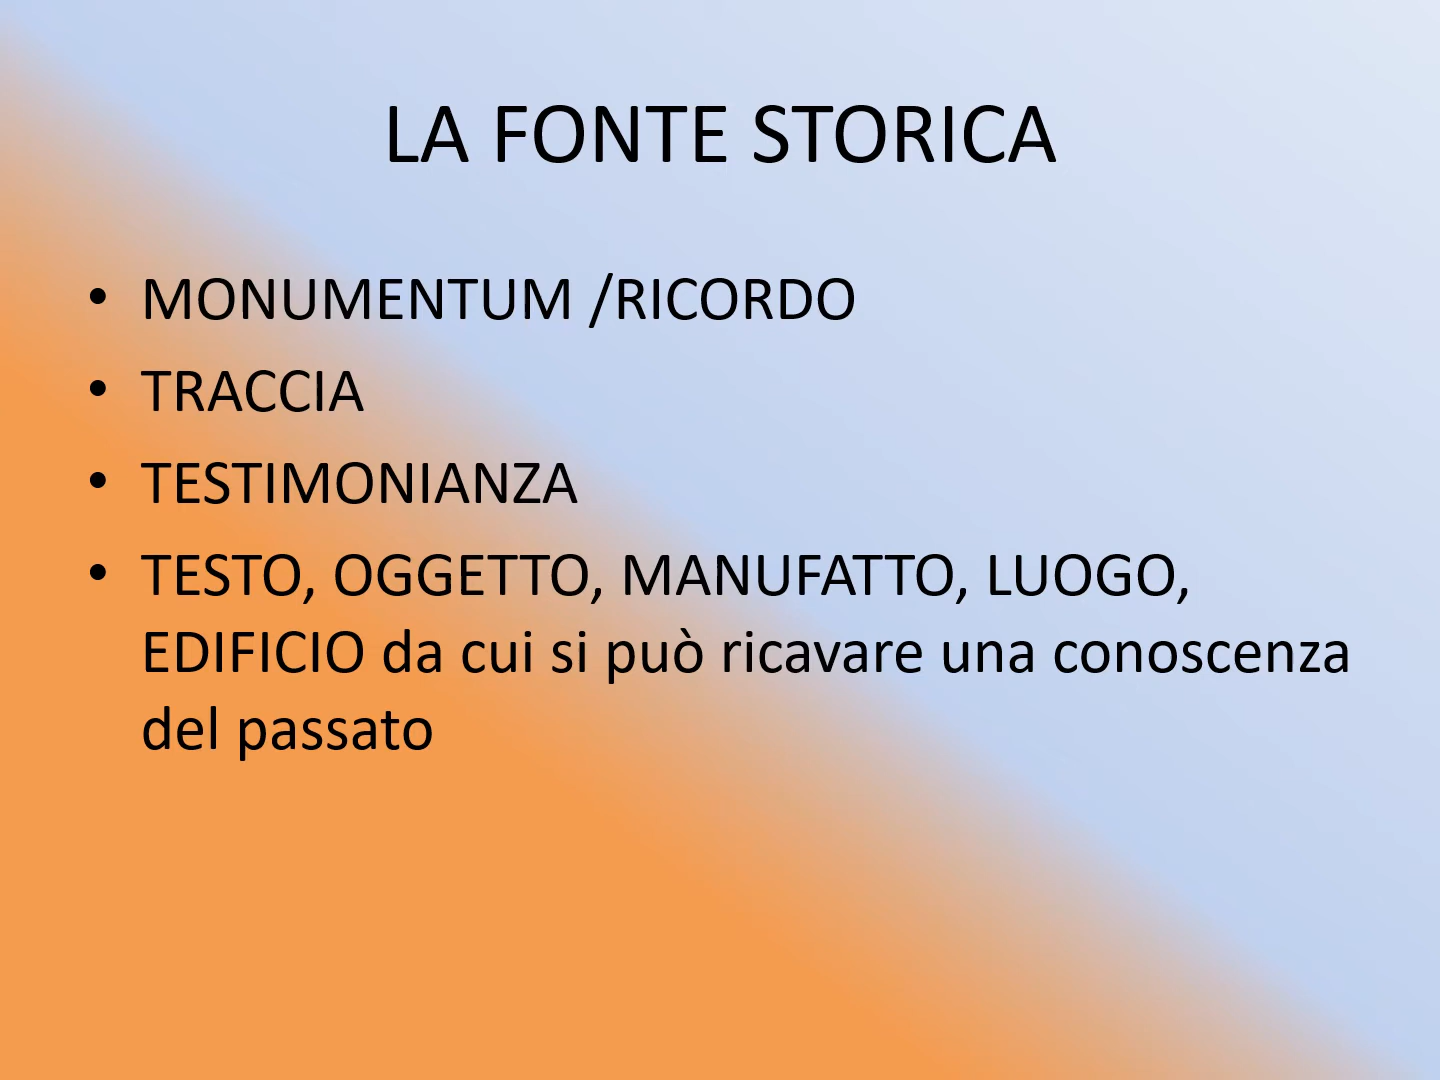 LA FONTE STORICA
• MONUMENTUM /RICORDO
• TRACCIA
• TESTIMONIANZA
• TESTO, OGGETTO, MANUFATTO, LUOGO,
EDIFICIO da cui si può ricavare una conoscenza
del passato